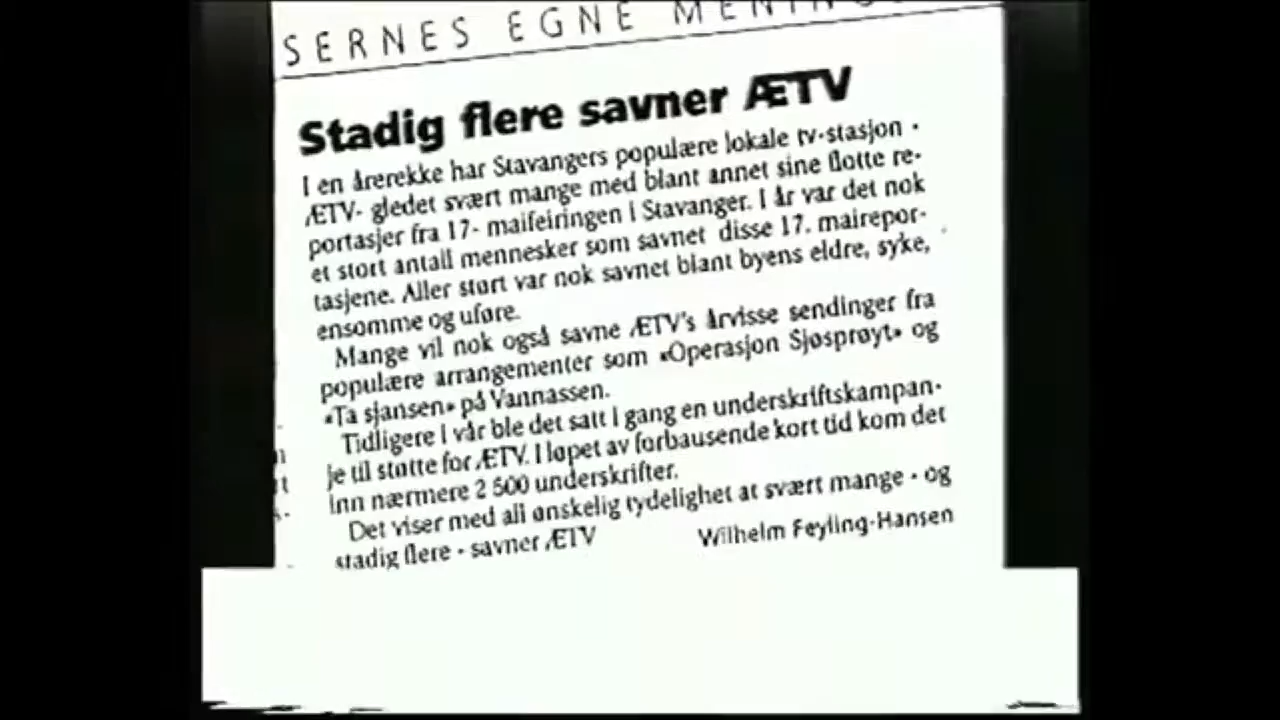 SERNES EGNE MENING
Stadig flere savner ÆTV
I en årerekke har Stavangers populære lokale tv-stasjon -
ÆTV- gledet svært mange med blant annet sine flotte re-
portasjer fra 17- maifeiringen i Stavanger. I år var det nok
et stort antall mennesker som savnet disse 17. mairepor-
tasjene. Aller størt var nok savnet blant byens eldre, syke,
ensomme og uføre.
Mange vil nok også savne ÆTV's årvisse sendinger fra
populære arrangementer som «Operasjon Sjøsprøyt» og
«Ta sjansen» på Vannassen.
Tidligere i vår ble det satt i gang en underskriftskampan-
je til støtte for ÆTV. I løpet av forbausende kort tid kom det
inn nærmere 2 500 underskrifter.
Det viser med all ønskelig tydelighet at svært mange - og
stadig flere - savner ÆTV
Wilhelm Feyling-Hansen